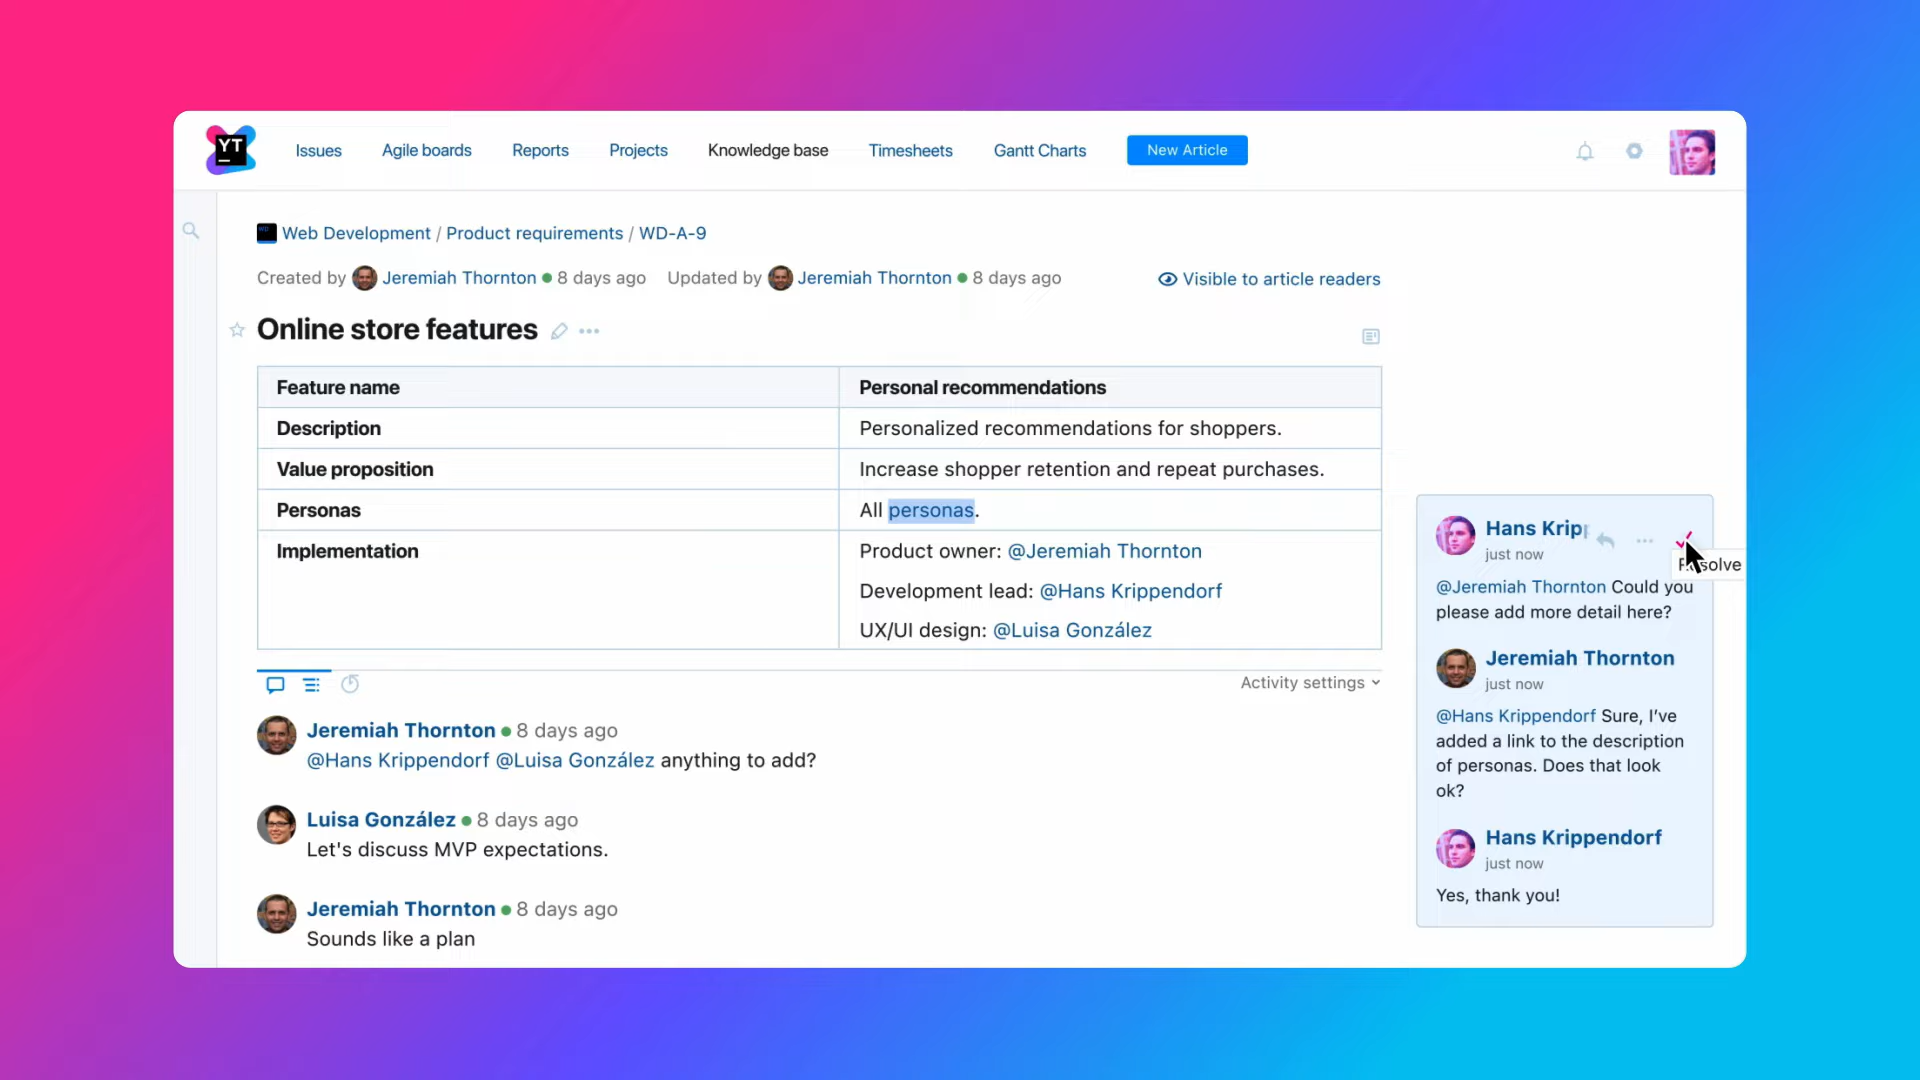 YT
Issues Agile boards Reports Projects Knowledge base Timesheets Gantt Charts New Article
Web Development / Product requirements / WD-A-9
Created by Jeremiah Thornton 8 days ago Updated by Jeremiah Thornton 8 days ago Visible to article readers
Online store features
Feature name Personal recommendations
Description Personalized recommendations for shoppers.
Value proposition Increase shopper retention and repeat purchases.
Personas All personas.
Implementation Product owner: @Jeremiah Thornton
Development lead: @Hans Krippendorf
UX/UI design: @Luisa González
Activity settings
Jeremiah Thornton 8 days ago
@Hans Krippendorf @Luisa González anything to add?
Luisa González 8 days ago
Let's discuss MVP expectations.
Jeremiah Thornton 8 days ago
Sounds like a plan
Hans Kripp
just now
@Jeremiah Thornton Could you
please add more detail here?
Jeremiah Thornton
just now
@Hans Krippendorf Sure, I’ve
added a link to the description
of personas. Does that look
ok?
Hans Krippendorf
just now
Yes, thank you!